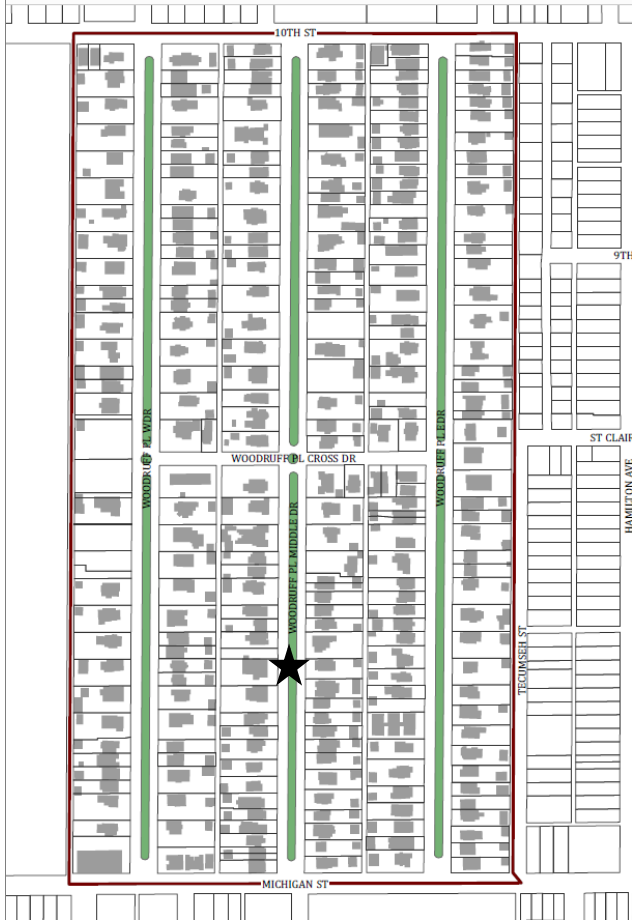 10TH ST
9TH
WOODRUFF PL WDR
WOODRUFF PL EDR
ST CLAIR
WOODRUFF PL CROSS DR
HAMILTON AVE
WOODRUFF PL MIDDLE DR
TECUMSEH ST
MICHIGAN ST